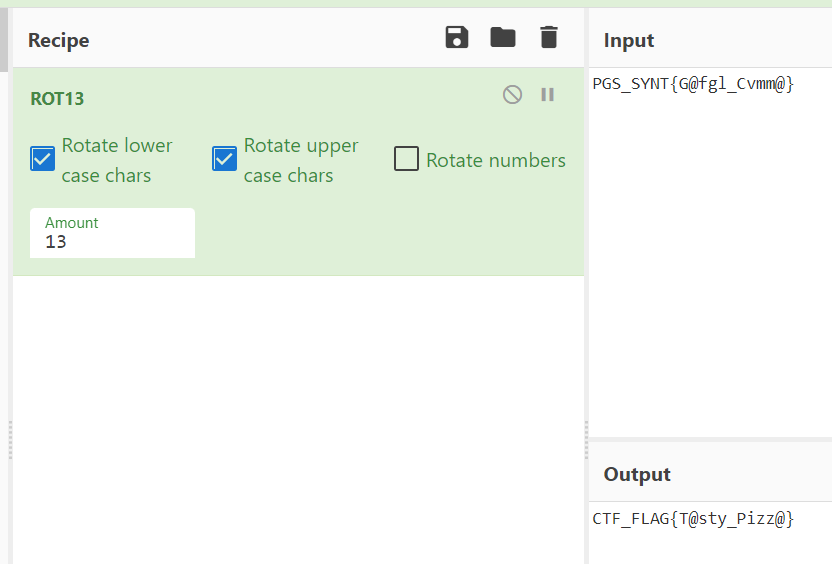 Recipe
ROT13
Rotate lower
case chars
Rotate upper
case chars
Rotate numbers
Amount
13
Input
PGS_SYNT{G@fgl_Cvmm@}
Output
CTF_FLAG{T@sty_Pizz@}